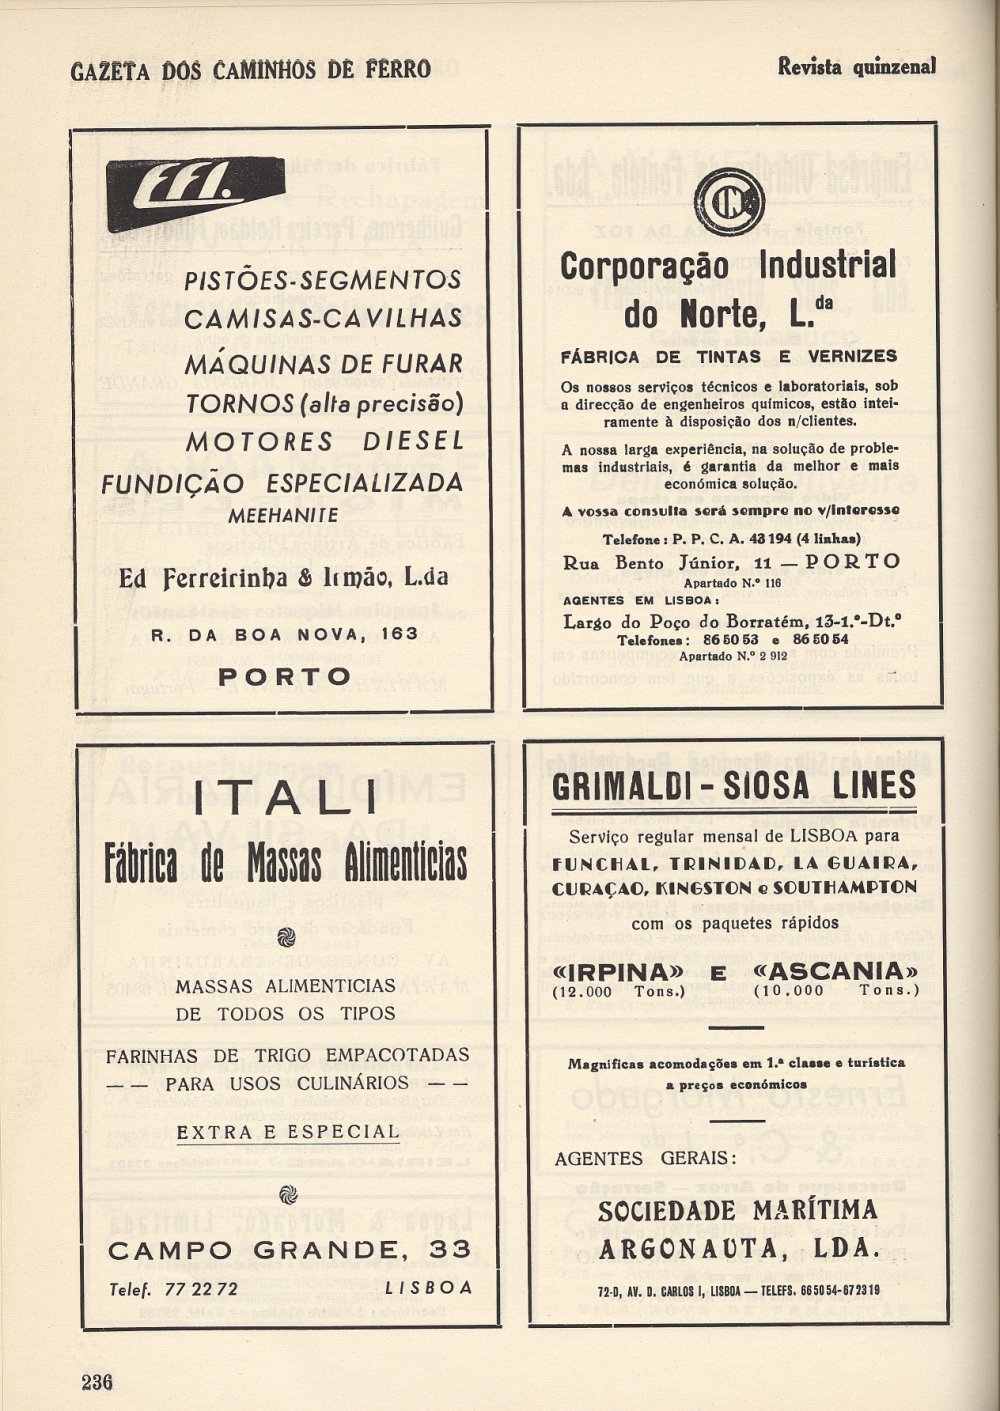 GAZETA DOS CAMINHOS DE FERRO
Revista quinzenal
EFI.
PISTÕES-SEGMENTOS
CAMISAS-CAVILHAS
MÁQUINAS DE FURAR
TORNOS (alta precisão)
MOTORES DIESEL
FUNDIÇÃO ESPECIALIZADA
MEEHANITE
Ed Ferreirinha & Irmão, L.da
R. DA BOA NOVA, 163
PORTO
CIN
Corporação Industrial
do Norte, L.da
FÁBRICA DE TINTAS E VERNIZES
Os nossos serviços técnicos e laboratoriais, sob
a direcção de engenheiros químicos, estão intei-
ramente à disposição dos n/clientes.
A nossa larga experiência, na solução de proble-
mas industriais, é garantia da melhor e mais
económica solução.
A vossa consulta será sempre no v/interesse
Telefone: P. P. C. A. 43194 (4 linhas)
Rua Bento Júnior, 11 — PORTO
Apartado N.º 116
AGENTES EM LISBOA:
Largo do Poço do Borratém, 13-1.º-Dt.º
Telefones: 865053 e 865054
Apartado N.º 2 912
ITALI
Fábrica de Massas Alimentícias
MASSAS ALIMENTICIAS
DE TODOS OS TIPOS
FARINHAS DE TRIGO EMPACOTADAS
— — PARA USOS CULINÁRIOS — —
EXTRA E ESPECIAL
CAMPO GRANDE, 33
Telef. 77 22 72 LISBOA
GRIMALDI - SIOSA LINES
Serviço regular mensal de LISBOA para
FUNCHAL, TRINIDAD, LA GUAIRA,
CURAÇAO, KINGSTON e SOUTHAMPTON
com os paquetes rápidos
«IRPINA» E «ASCANIA»
(12.000 Tons.) (10.000 Tons.)
Magníficas acomodações em 1.ª classe e turística
a preços económicos
AGENTES GERAIS:
SOCIEDADE MARÍTIMA
ARGONAUTA, LDA.
72-D, AV. D. CARLOS I, LISBOA — TELEFS. 665054-672319
236